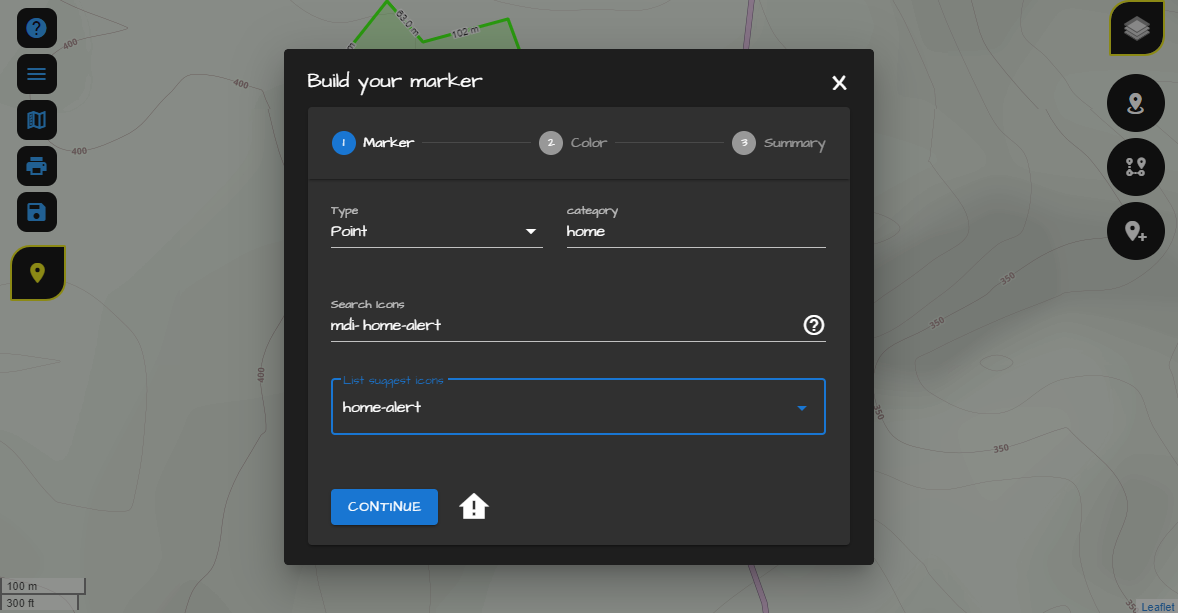 83.0 m
102 m
m
400
400
400
400
Build your marker
X
1 Marker
2 Color
3 Summary
Type
category
Point
home
Search Icons
mdi- home-alert
?
List suggest icons
home-alert
CONTINUE
!
350
350
350
350
100 m
300 ft
Leaflet